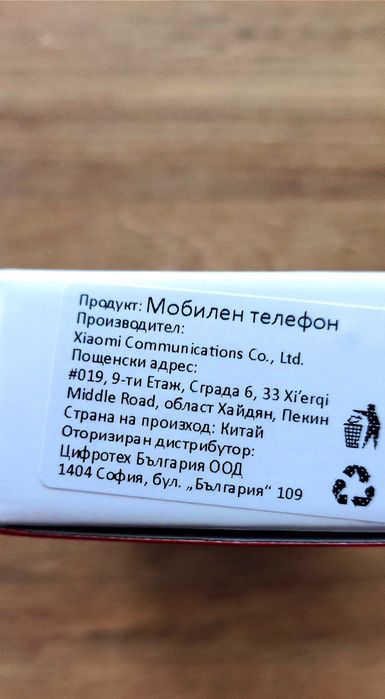 Продукт: Мобилен телефон
Производител:
Xiaomi Communications Co., Ltd.
Пощенски адрес:
#019, 9-ти Етаж, Сграда 6, 33 Xi’erqi
Middle Road, област Хайдян, Пекин
Страна на произход: Китай
Оторизиран дистрибутор:
Цифротех България ООД
1404 София, бул. „България“ 109